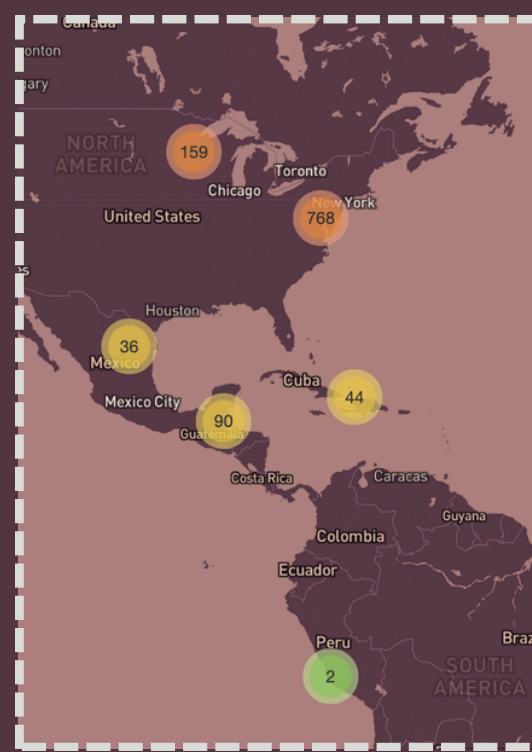 Canada
onton
gary
NORTH
AMERICA
159
Toronto
Chicago
New York
768
United States
es
Houston
36
Mexico
Cuba
44
Mexico City
90
Guatemala
Costa Rica
Caracas
Guyana
Colombia
Ecuador
Peru
Braz
2
SOUTH
AMERICA